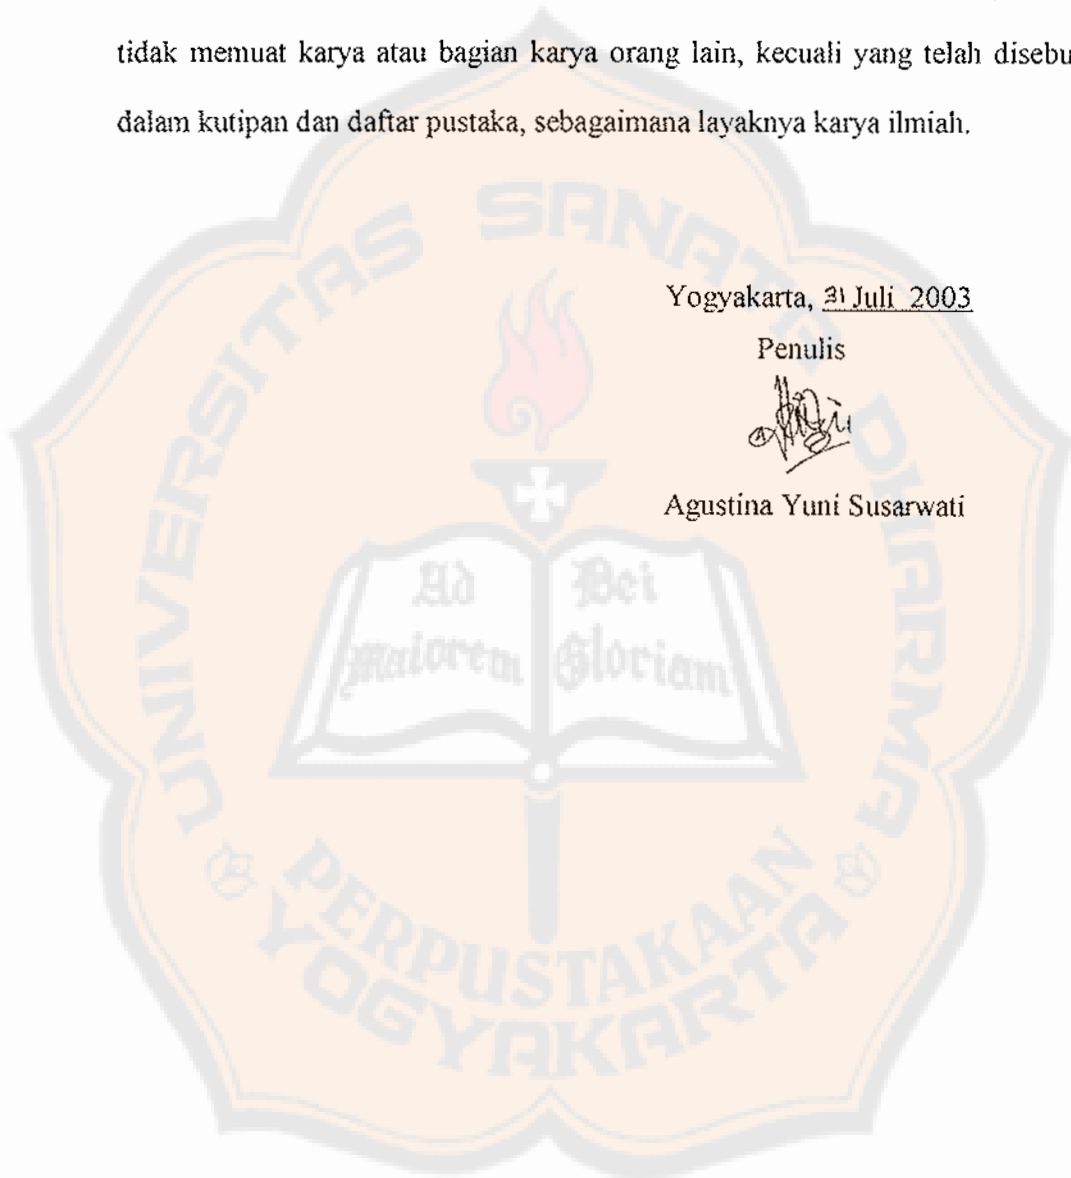 tidak memuat karya atau bagian karya orang lain, kecuali yang telah disebu
dalam kutipan dan daftar pustaka, sebagaimana layaknya karya ilmiah.
UNIVERSITAS SANATA DHARMA
Yogyakarta, 31 Juli 2003
Penulis
Agustina Yuni Susarwati
Ad Dei
Maiorem Gloriam
PERPUSTAKAAN
YOGYAKARTA